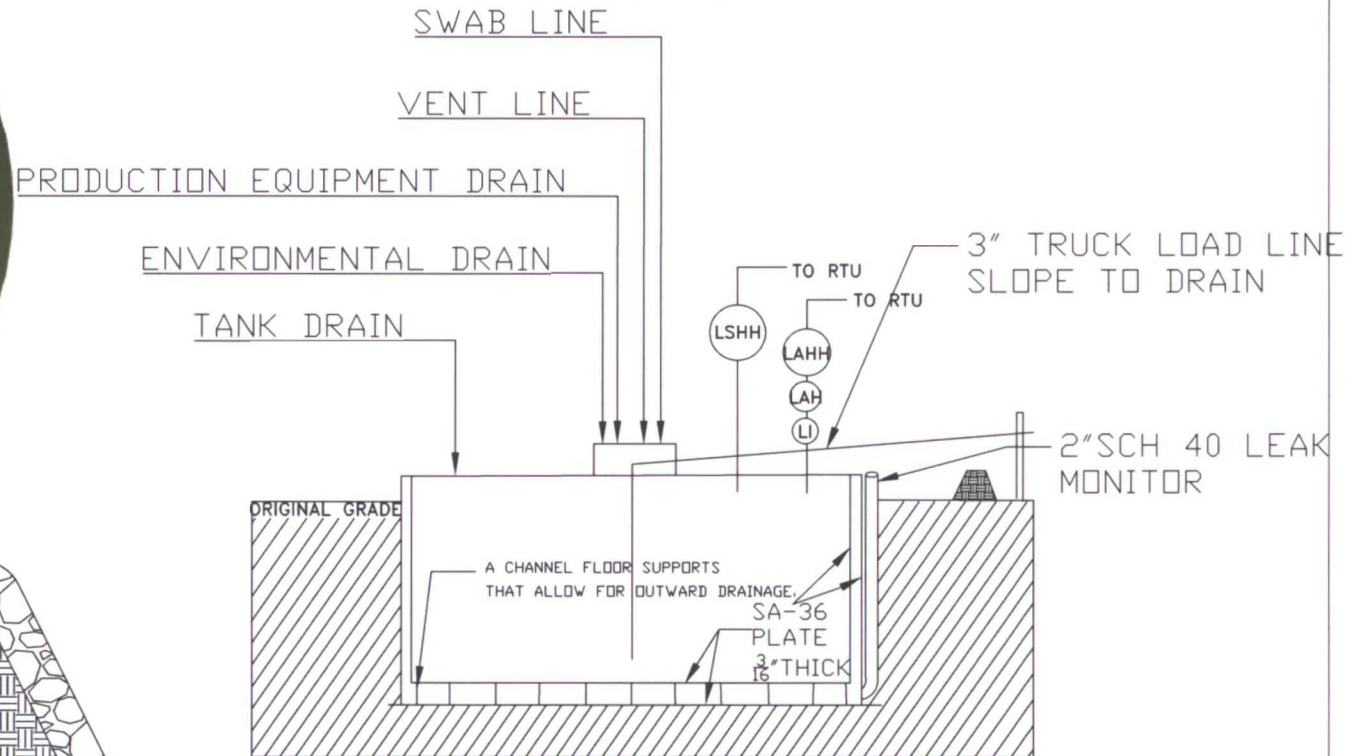 SWAB LINE
VENT LINE
PRODUCTION EQUIPMENT DRAIN
ENVIRONMENTAL DRAIN
TANK DRAIN
TO RTU
TO RTU
3" TRUCK LOAD LINE
SLOPE TO DRAIN
LSHH
LAHH
LAH
LI
2"SCH 40 LEAK
MONITOR
ORIGINAL GRADE
A CHANNEL FLOOR SUPPORTS
THAT ALLOW FOR OUTWARD DRAINAGE.
SA-36
PLATE
3/16"THICK